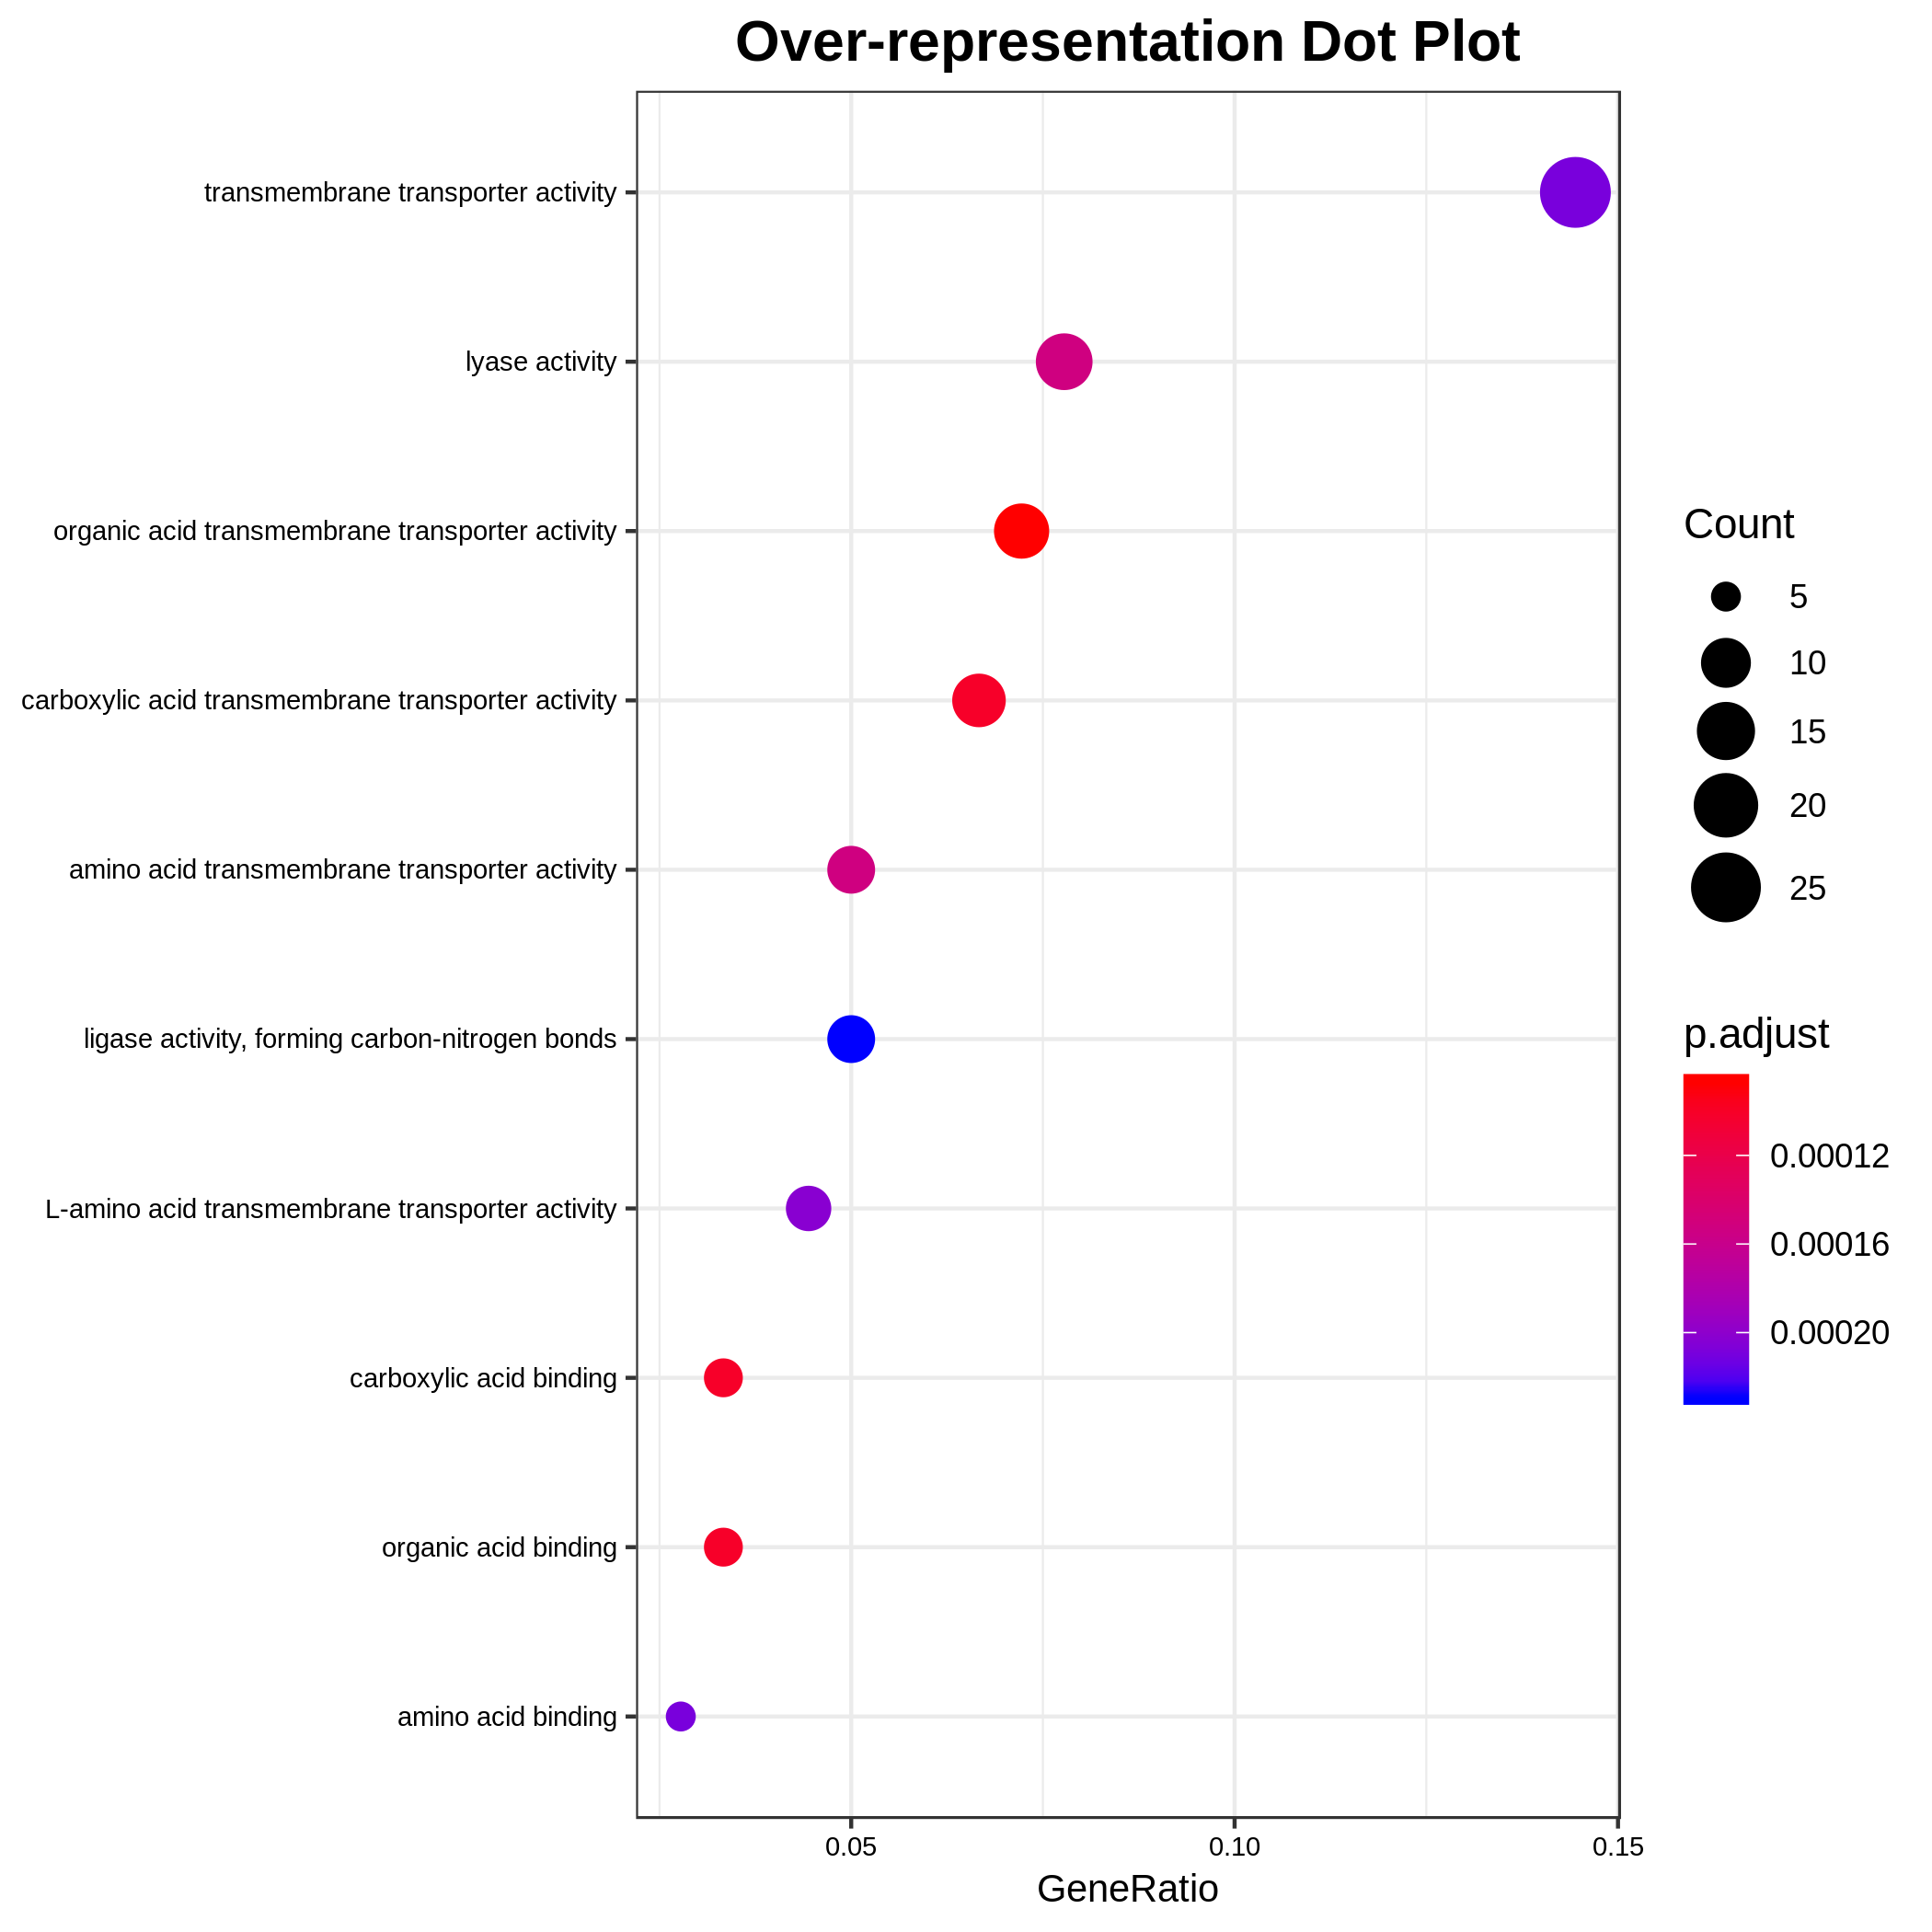 Over-representation Dot Plot
transmembrane transporter activity
lyase activity
organic acid transmembrane transporter activity
carboxylic acid transmembrane transporter activity
amino acid transmembrane transporter activity
ligase activity, forming carbon-nitrogen bonds
L-amino acid transmembrane transporter activity
carboxylic acid binding
organic acid binding
amino acid binding
0.05
0.10
0.15
GeneRatio
Count
5
10
15
20
25
p.adjust
0.00012
0.00016
0.00020